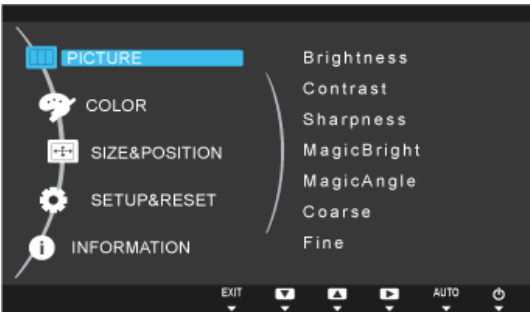 PICTURE
COLOR
SIZE&POSITION
SETUP&RESET
INFORMATION
Brightness
Contrast
Sharpness
MagicBright
MagicAngle
Coarse
Fine
EXIT AUTO